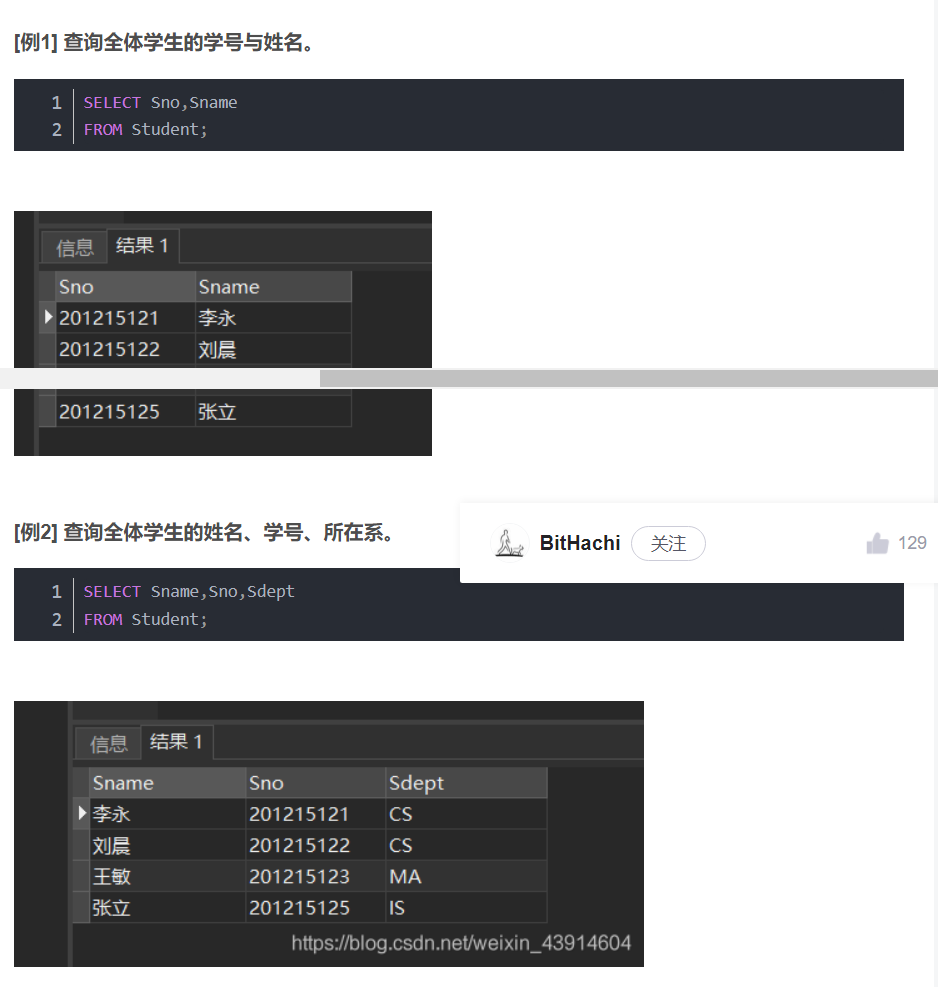 [例1] 查询全体学生的学号与姓名。
1 SELECT Sno,Sname
2 FROM Student;
信息 结果 1
Sno Sname
201215121 李永
201215122 刘晨
201215125 张立
[例2] 查询全体学生的姓名、学号、所在系。
BitHachi 关注 129
1 SELECT Sname,Sno,Sdept
2 FROM Student;
信息 结果 1
Sname Sno Sdept
李永 201215121 CS
刘晨 201215122 CS
王敏 201215123 MA
张立 201215125 IS
https://blog.csdn.net/weixin_43914604